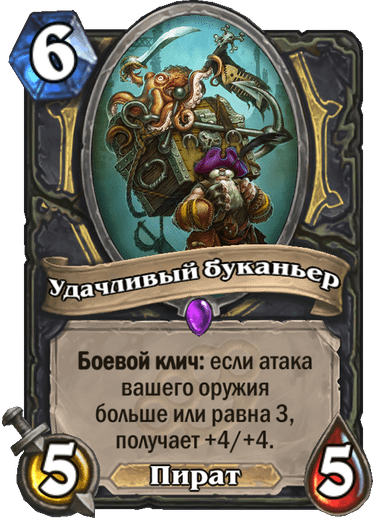 6
Удачливый буканьер
Боевой клич: если атака
вашего оружия
больше или равна 3,
получает +4/+4.
5 Пират 5